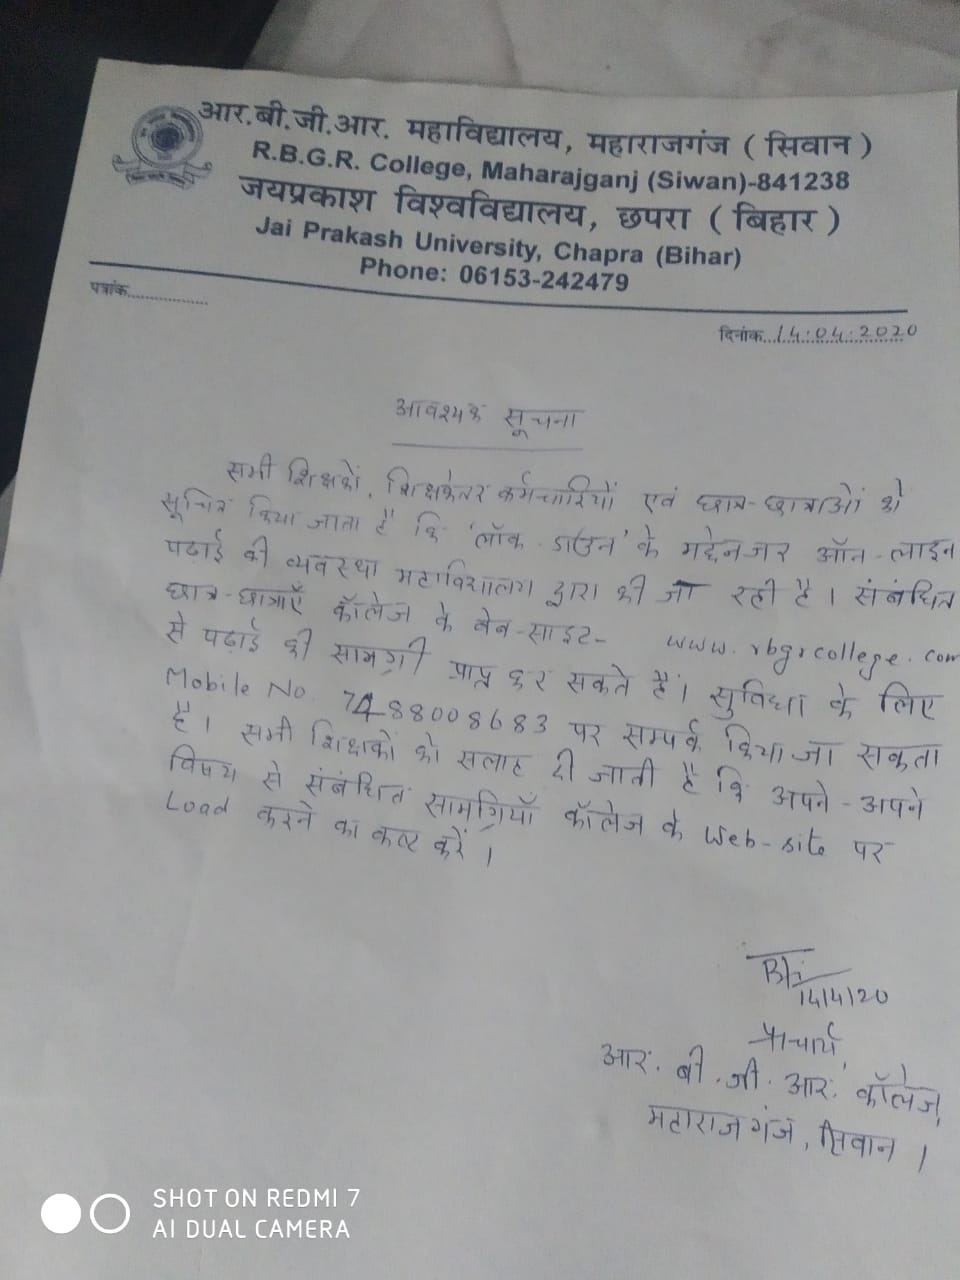 आर.बी.जी.आर. महाविद्यालय, महाराजगंज ( सिवान )
R.B.G.R. College, Maharajganj (Siwan)-841238
जयप्रकाश विश्वविद्यालय, छपरा ( बिहार )
Jai Prakash University, Chapra (Bihar)
Phone: 06153-242479
पत्रांक..................
दिनांक...14.04.2020
आवश्यक सूचना
सभी शिक्षकों, शिक्षकेतर कर्मचारियों एवं छात्र-छात्राओं को
सूचित किया जाता है कि 'लॉक डाउन' के मद्देनजर ऑन-लाइन
पढाई की व्यवस्था महाविद्यालय द्वारा की जा रही है। संबंधित
छात्र-छात्राएँ कॉलेज के वेब-साइट- www.rbgrcollege.com
से पढ़ाई की सामग्री प्राप्त कर सकते हैं। सुविधा के लिए
Mobile No. 7488008683 पर सम्पर्क किया जा सकता
है। सभी शिक्षकों को सलाह दी जाती है कि अपने-अपने
विषय से संबंधित सामग्रियाँ कॉलेज के Web-site पर
Load करने का कष्ट करें।
14/4/20
प्राचार्य,
आर. बी. जी. आर. कॉलेज,
महाराजगंज, सिवान।
SHOT ON REDMI 7
AI DUAL CAMERA